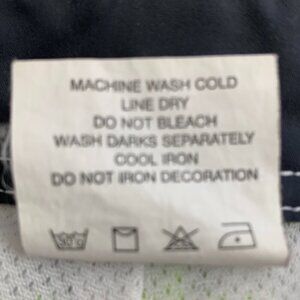 MACHINE WASH COLD
LINE DRY
DO NOT BLEACH
WASH DARKS SEPARATELY
COOL IRON
DO NOT IRON DECORATION